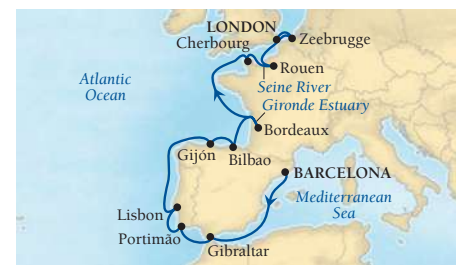 LONDON
Cherbourg
Zeebrugge
Atlantic
Ocean
Rouen
Seine River
Gironde Estuary
Bordeaux
Gijón
Bilbao
BARCELONA
Mediterranean
Sea
Lisbon
Portimão
Gibraltar